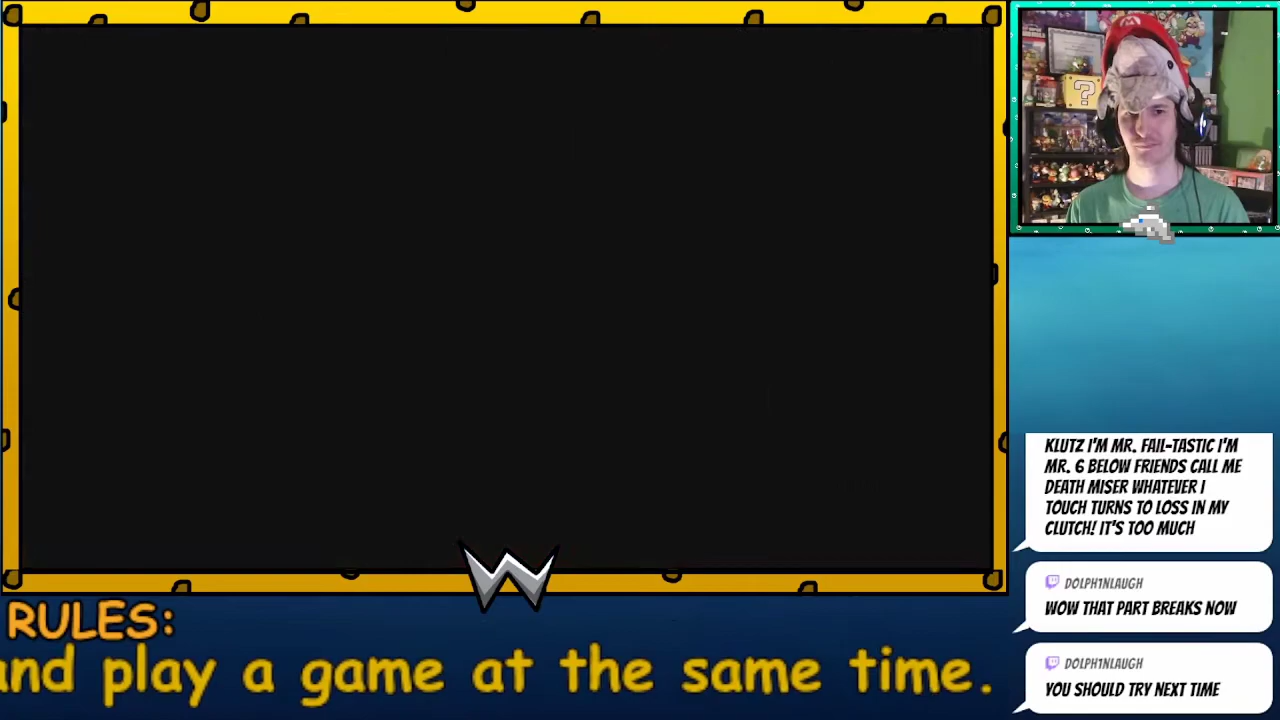 ?
KLUTZ I'M MR. FAIL-TASTIC I'M
MR. 6 BELOW FRIENDS CALL ME
DEATH MISER WHATEVER I
TOUCH TURNS TO LOSS IN MY
CLUTCH! IT'S TOO MUCH
DOLPH1NLAUGH
WOW THAT PART BREAKS NOW
DOLPH1NLAUGH
YOU SHOULD TRY NEXT TIME
W
RULES:
and play a game at the same time.